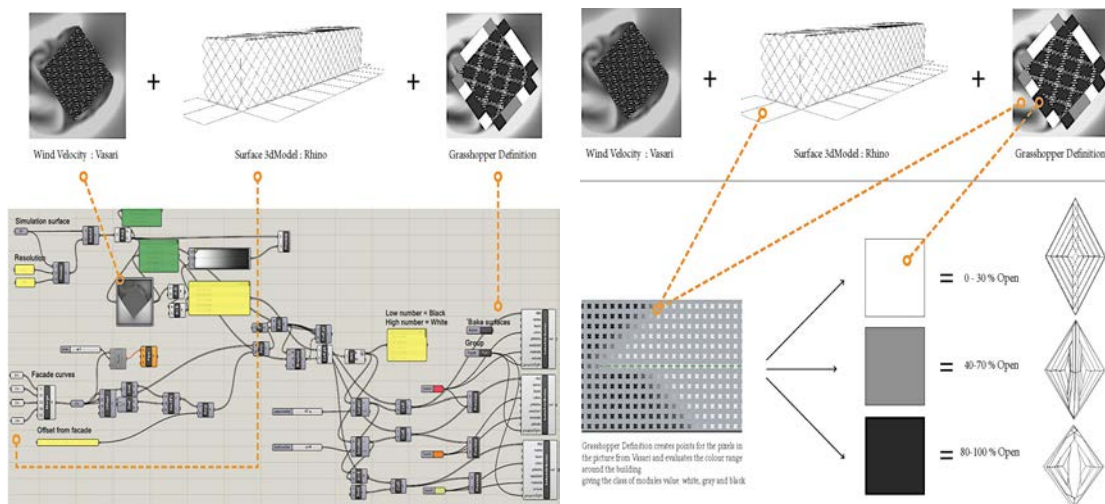 Wind Velocity : Vasari
Surface 3dModel : Rhino
Grasshopper Definition
Simulation surface
Resolution
Low number = Black
High number = White
'Bake surfaces
Group
Facade curves
Offset from facade
Wind Velocity : Vasari
Surface 3dModel : Rhino
Grasshopper Definition
= 0 - 30 % Open
= 40-70 % Open
= 80-100 % Open
Grasshopper Definition creates points for the pixels in
the picture from Vasari and evaluates the colour range
around the building
giving the class of modules value white, gray and black